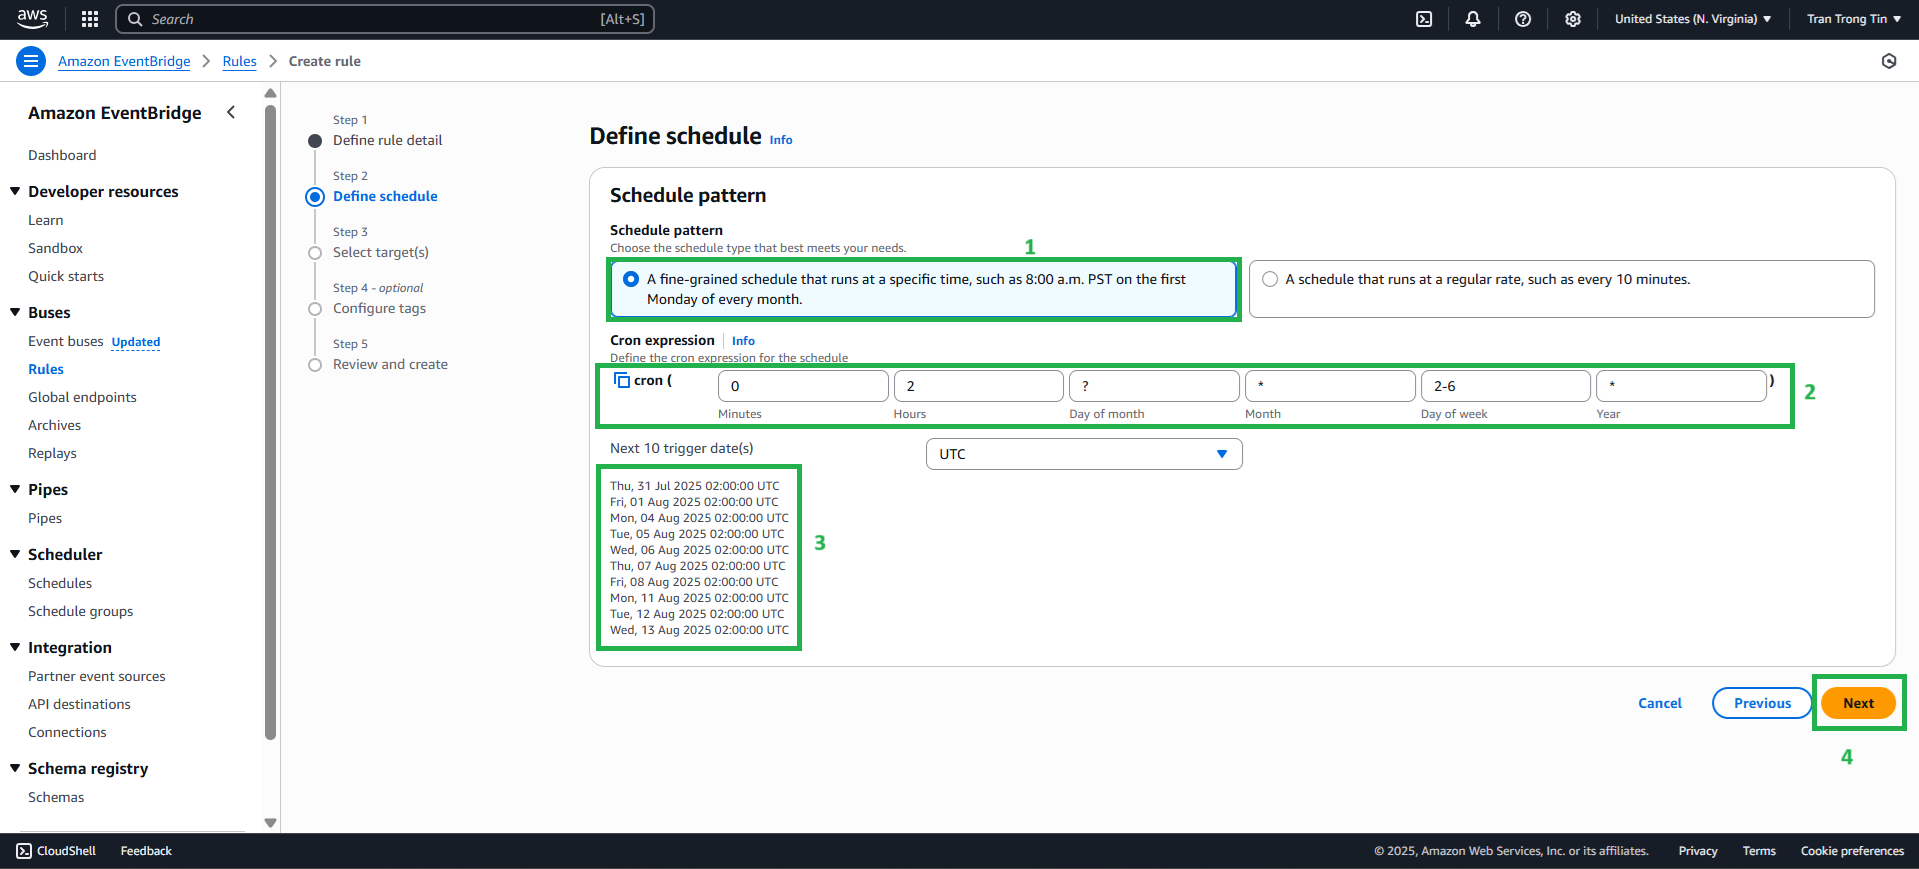 aws
Search [Alt+S]
United States (N. Virginia)
Tran Trong Tin
Amazon EventBridge
Rules
Create rule
Amazon EventBridge
Dashboard
Developer resources
Learn
Sandbox
Quick starts
Buses
Event buses Updated
Rules
Global endpoints
Archives
Replays
Pipes
Pipes
Scheduler
Schedules
Schedule groups
Integration
Partner event sources
API destinations
Connections
Schema registry
Schemas
Step 1
Define rule detail
Step 2
Define schedule
Step 3
Select target(s)
Step 4 - optional
Configure tags
Step 5
Review and create
Define schedule Info
Schedule pattern
Schedule pattern
Choose the schedule type that best meets your needs.
1
A fine-grained schedule that runs at a specific time, such as 8:00 a.m. PST on the first
Monday of every month.
A schedule that runs at a regular rate, such as every 10 minutes.
Cron expression Info
Define the cron expression for the schedule
cron ( 0 2 ? * 2-6 * )
Minutes Hours Day of month Month Day of week Year
2
Next 10 trigger date(s)
UTC
Thu, 31 Jul 2025 02:00:00 UTC
Fri, 01 Aug 2025 02:00:00 UTC
Mon, 04 Aug 2025 02:00:00 UTC
Tue, 05 Aug 2025 02:00:00 UTC
Wed, 06 Aug 2025 02:00:00 UTC
Thu, 07 Aug 2025 02:00:00 UTC
Fri, 08 Aug 2025 02:00:00 UTC
Mon, 11 Aug 2025 02:00:00 UTC
Tue, 12 Aug 2025 02:00:00 UTC
Wed, 13 Aug 2025 02:00:00 UTC
3
Cancel
Previous
Next
4
CloudShell
Feedback
© 2025, Amazon Web Services, Inc. or its affiliates.
Privacy
Terms
Cookie preferences